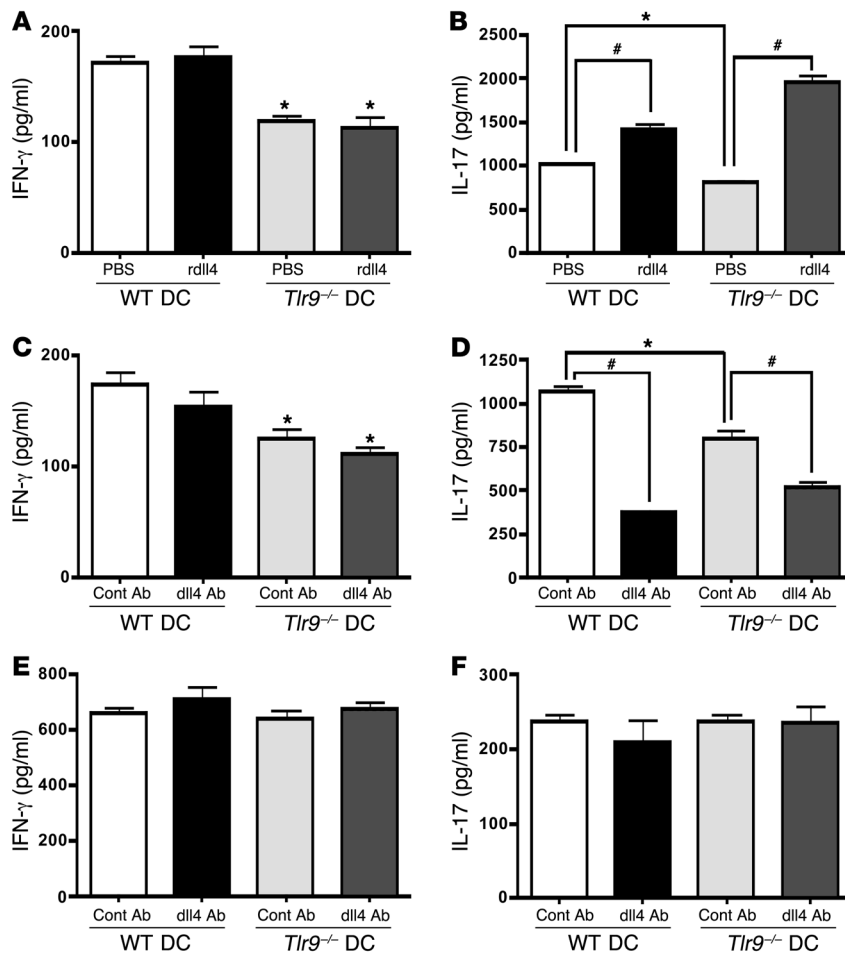 A
IFN-γ (pg/ml)
200
100
0
* *
PBS rdll4 PBS rdll4
WT DC Tlr9–/– DC
B
IL-17 (pg/ml)
2500
2000
1500
1000
500
0
*
# #
PBS rdll4 PBS rdll4
WT DC Tlr9–/– DC
C
IFN-γ (pg/ml)
200
100
0
* *
Cont Ab dll4 Ab Cont Ab dll4 Ab
WT DC Tlr9–/– DC
D
IL-17 (pg/ml)
1250
1000
750
500
250
0
*
# #
Cont Ab dll4 Ab Cont Ab dll4 Ab
WT DC Tlr9–/– DC
E
IFN-γ (pg/ml)
800
600
400
200
0
Cont Ab dll4 Ab Cont Ab dll4 Ab
WT DC Tlr9–/– DC
F
IL-17 (pg/ml)
300
200
100
0
Cont Ab dll4 Ab Cont Ab dll4 Ab
WT DC Tlr9–/– DC